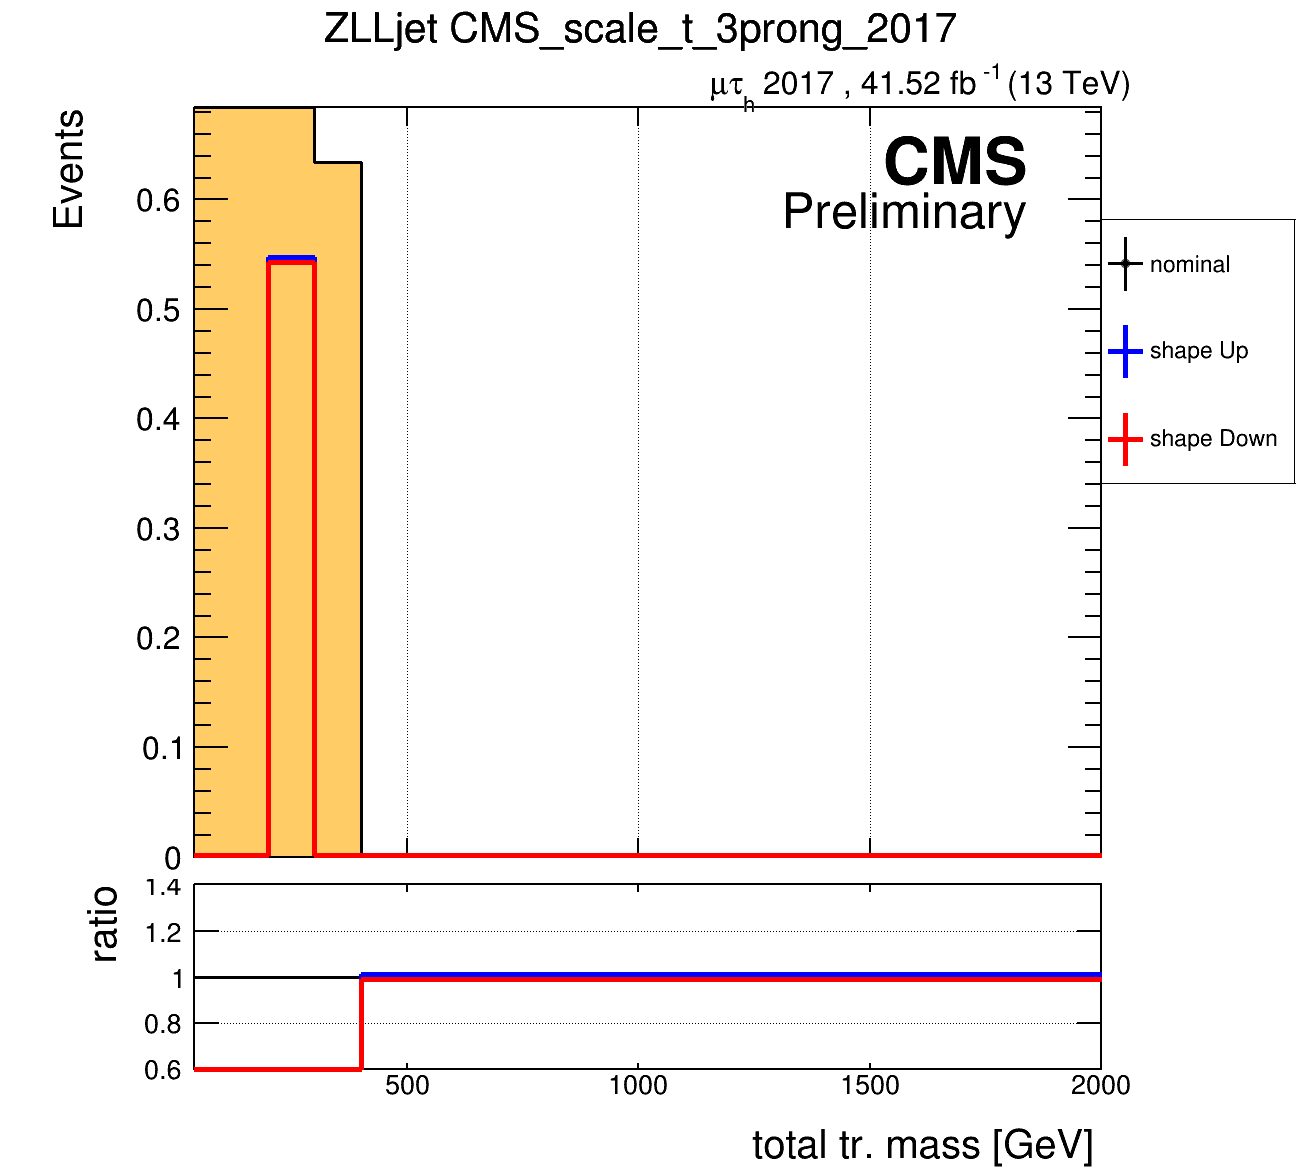 ZLLjet CMS_scale_t_3prong_2017
μτh 2017 , 41.52 fb-1 (13 TeV)
Events
CMS
Preliminary
0.6
0.5
0.4
0.3
0.2
0.1
0
nominal
shape Up
shape Down
ratio
1.4
1.2
1
0.8
0.6
500 1000 1500 2000
total tr. mass [GeV]